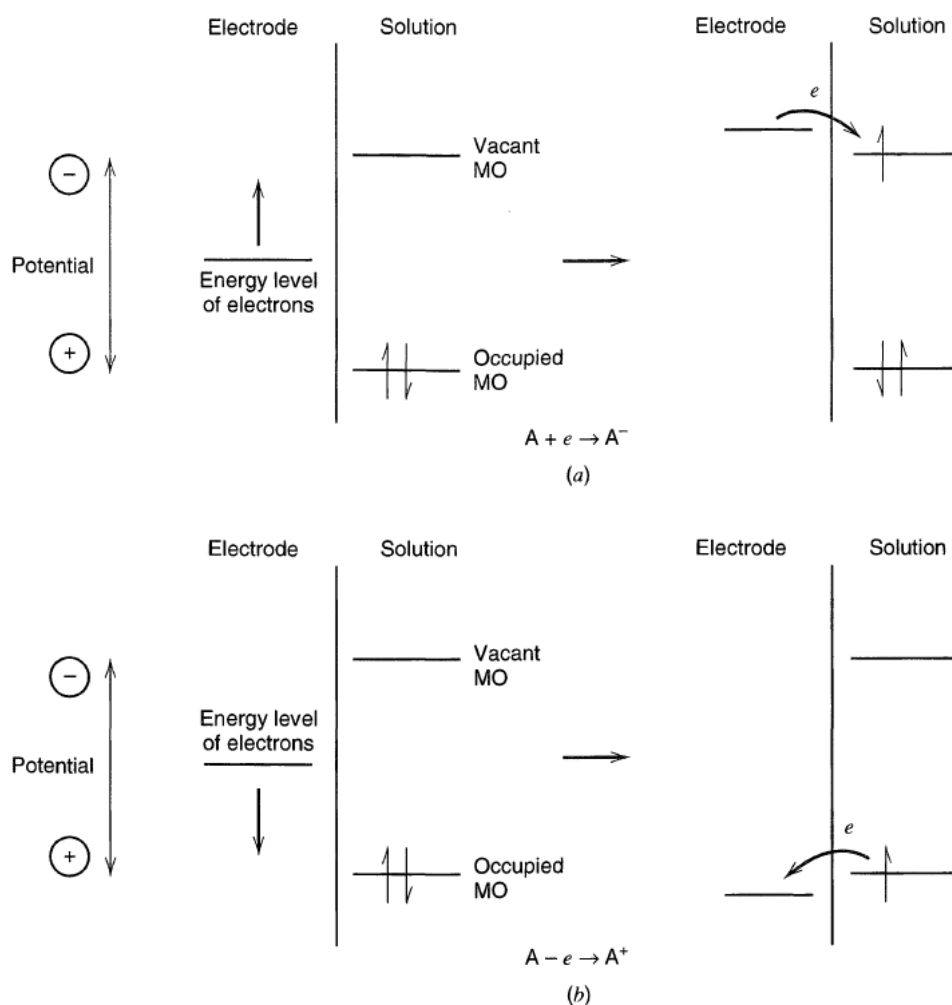 Electrode Solution Electrode Solution
e
Vacant
MO
−
Potential
Energy level
of electrons
+
Occupied
MO
A + e → A⁻
(a)
Electrode Solution Electrode Solution
Vacant
MO
−
Energy level
of electrons
Potential
e
+
Occupied
MO
A − e → A⁺
(b)